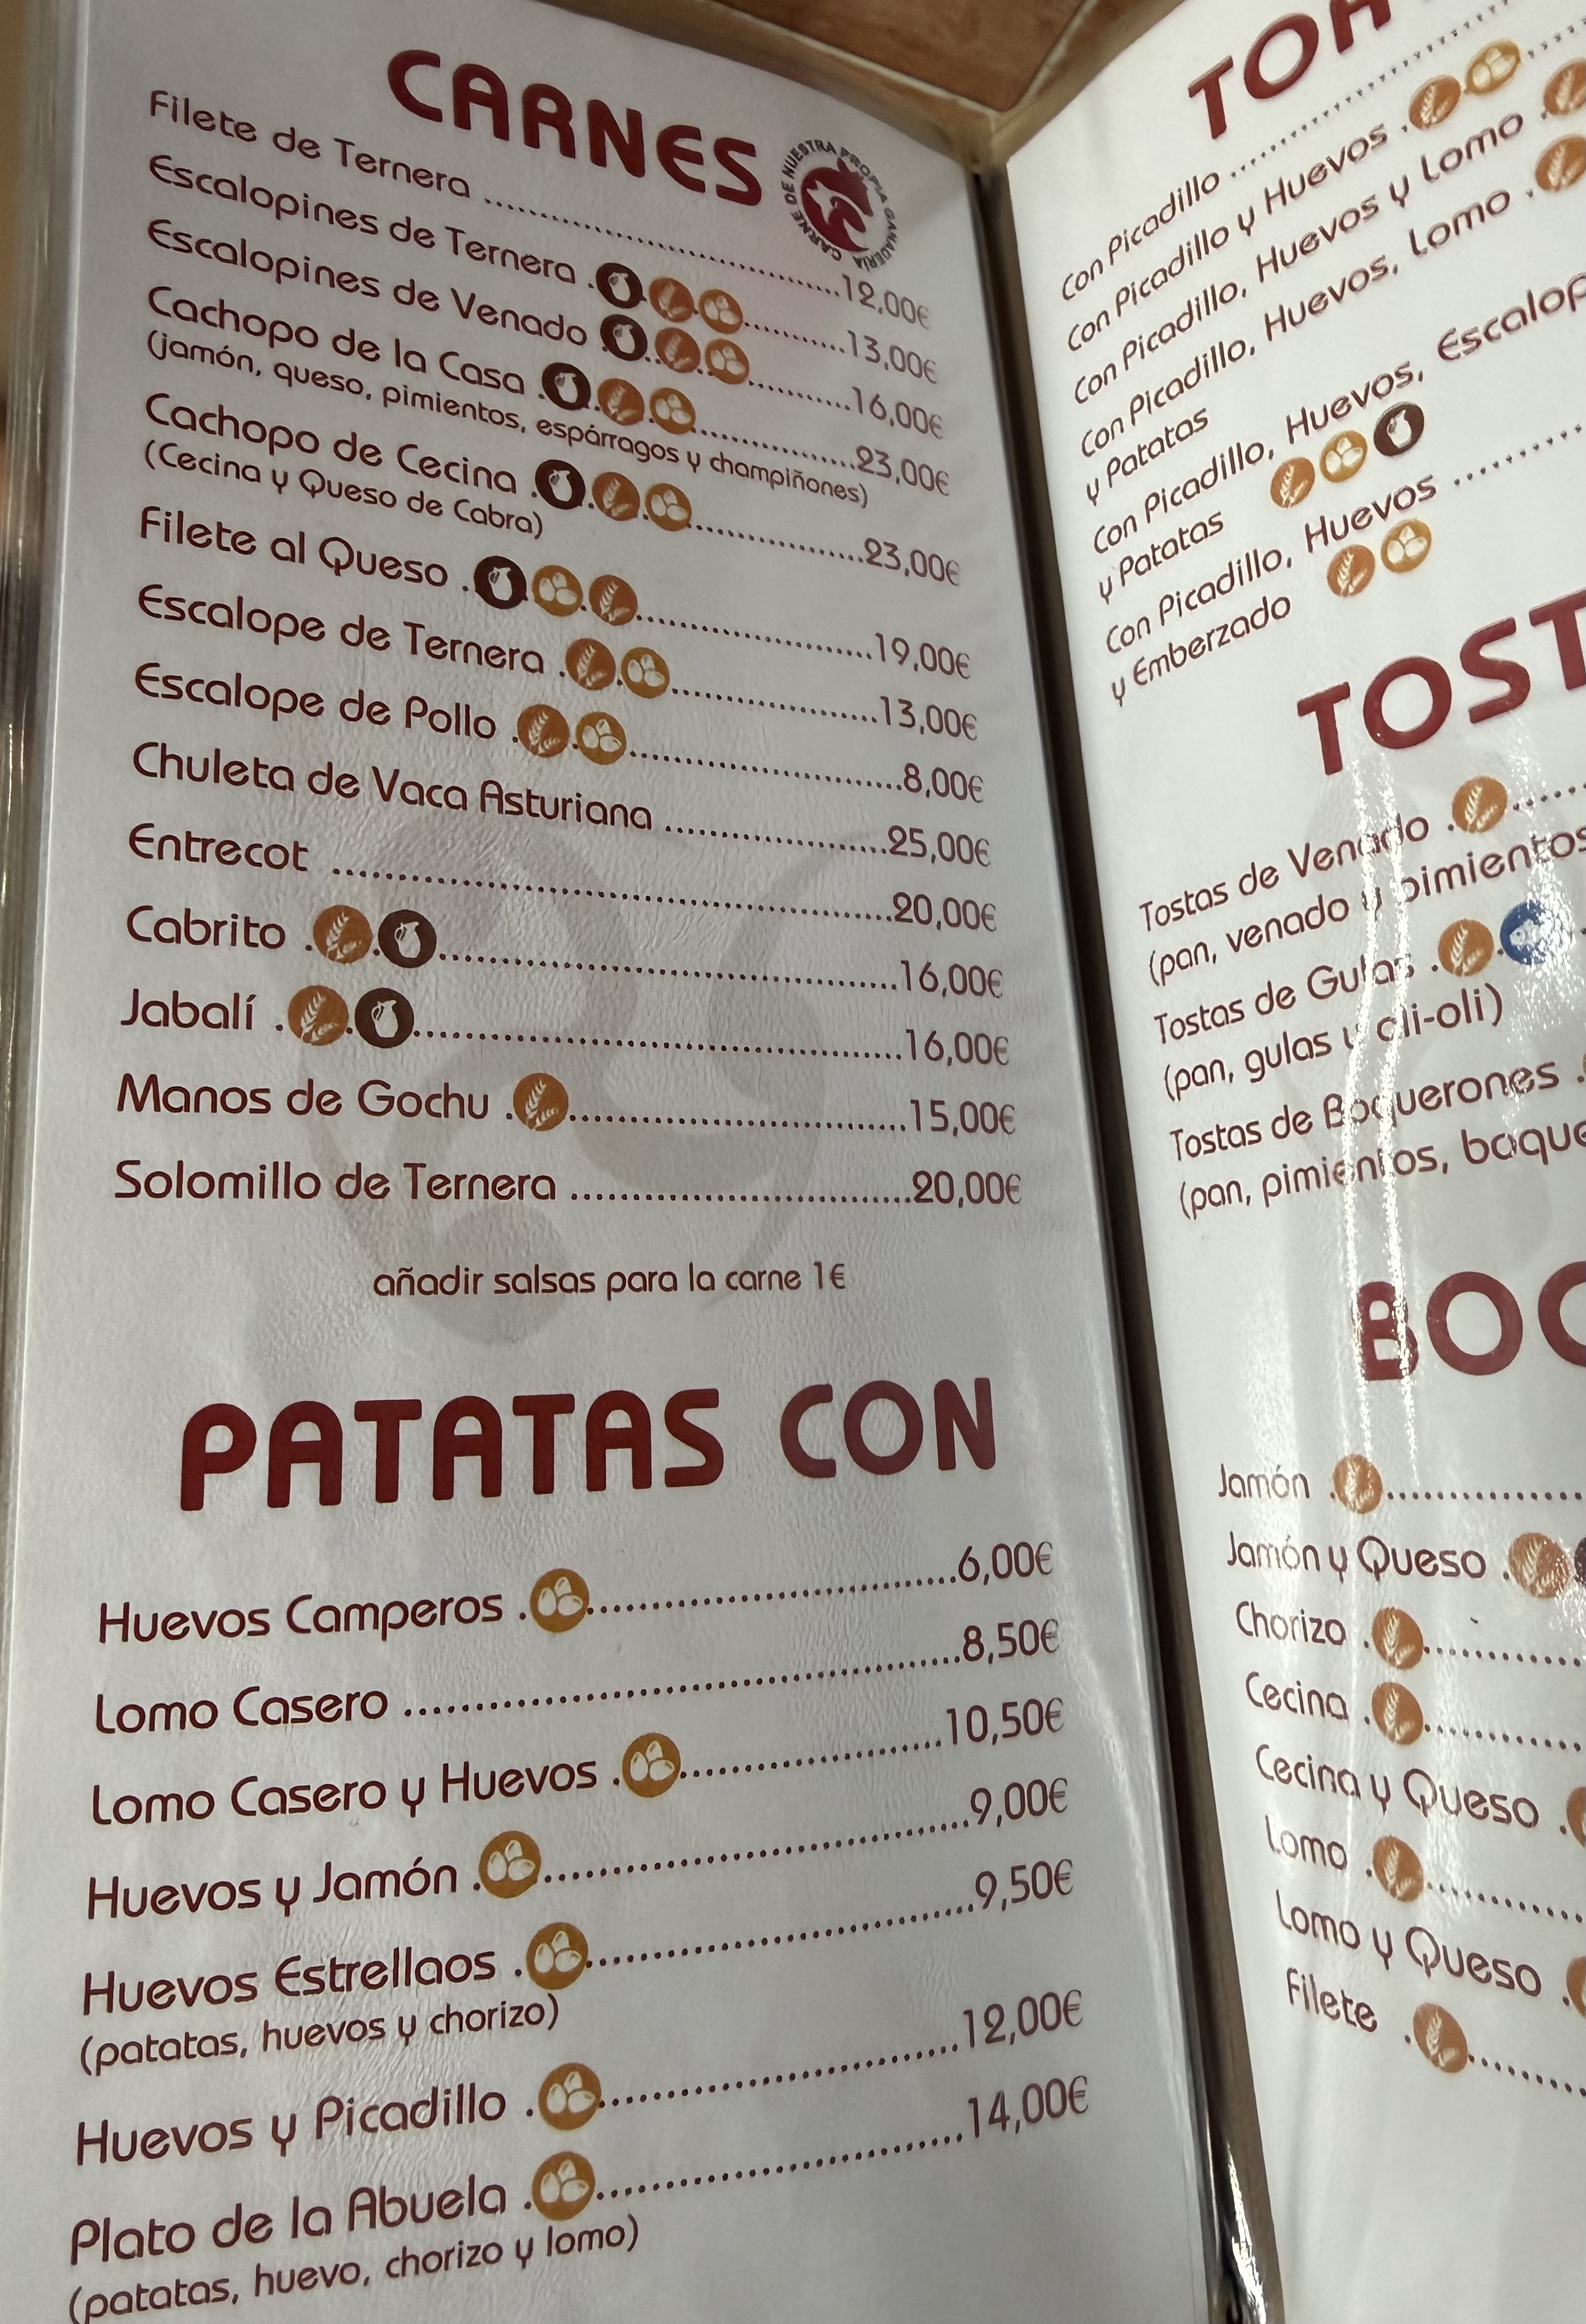 CARNES
CARNE DE NUESTRA PROPIA GANADERIA
Filete de Ternera 12,00€
Escalopines de Ternera 13,00€
Escalopines de Venado 16,00€
Cachopo de la Casa 23,00€
(jamón, queso, pimientos, espárragos y champiñones)
Cachopo de Cecina 23,00€
(Cecina y Queso de Cabra)
Filete al Queso 19,00€
Escalope de Ternera 13,00€
Escalope de Pollo 8,00€
Chuleta de Vaca Asturiana 25,00€
Entrecot 20,00€
Cabrito 16,00€
Jabalí 16,00€
Manos de Gochu 15,00€
Solomillo de Ternera 20,00€
añadir salsas para la carne 1€
PATATAS CON
Huevos Camperos 6,00€
Lomo Casero 8,50€
Lomo Casero y Huevos 10,50€
Huevos y Jamón 9,00€
Huevos Estrellaos 9,50€
(patatas, huevos y chorizo)
Huevos y Picadillo 12,00€
Plato de la Abuela 14,00€
(patatas, huevo, chorizo y lomo)
Con Picadillo
Con Picadillo y Huevos
Con Picadillo, Huevos y Lomo
Con Picadillo, Huevos, Lomo
y Patatas
Con Picadillo, Huevos, Escalop
y Patatas
Con Picadillo, Huevos
y Emberzado
TOST
Tostas de Venado
(pan, venado y pimientos
Tostas de Gulas
(pan, gulas y ali-oli)
Tostas de Boquerones
(pan, pimientos, boque
BOC
Jamón
Jamón y Queso
Chorizo
Cecina
Cecina y Queso
Lomo
Lomo y Queso
Filete